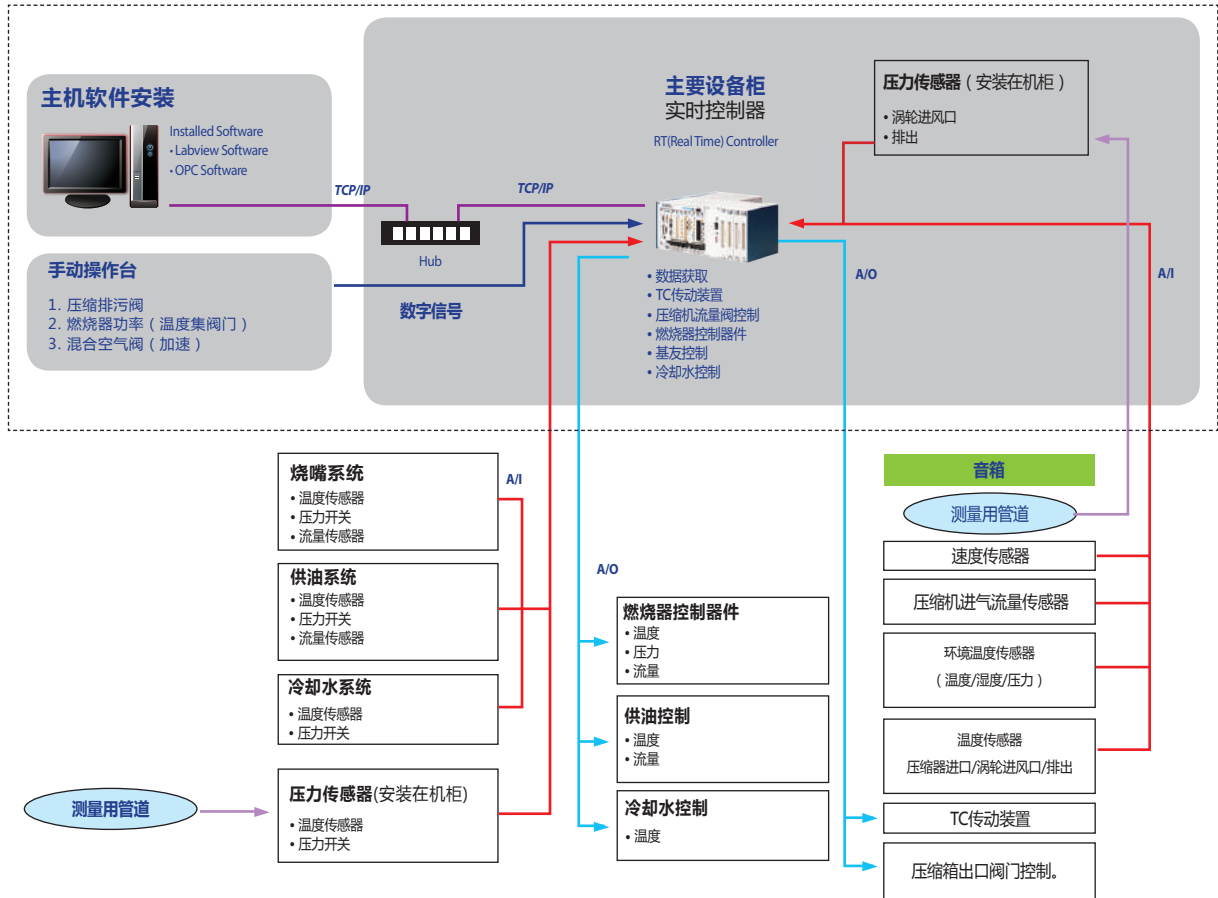 主机软件安装
Installed Software
• Labview Software
• OPC Software
TCP/IP
TCP/IP
Hub
手动操作台
1. 压缩排污阀
2. 燃烧器功率（温度集阀门）
3. 混合空气阀（加速）
数字信号
主要设备柜
实时控制器
RT(Real Time) Controller
• 数据获取
• TC传动装置
• 压缩机流量阀控制
• 燃烧器控制器件
• 基友控制
• 冷却水控制
压力传感器（安装在机柜）
• 涡轮进风口
• 排出
A/O
A/I
烧嘴系统
• 温度传感器
• 压力开关
• 流量传感器
A/I
供油系统
• 温度传感器
• 压力开关
• 流量传感器
冷却水系统
• 温度传感器
• 压力开关
测量用管道
压力传感器(安装在机柜)
• 温度传感器
• 压力开关
A/O
燃烧器控制器件
• 温度
• 压力
• 流量
供油控制
• 温度
• 流量
冷却水控制
• 温度
音箱
测量用管道
速度传感器
压缩机进气流量传感器
环境温度传感器
（温度/湿度/压力）
温度传感器
压缩器进口/涡轮进风口/排出
TC传动装置
压缩箱出口阀门控制。